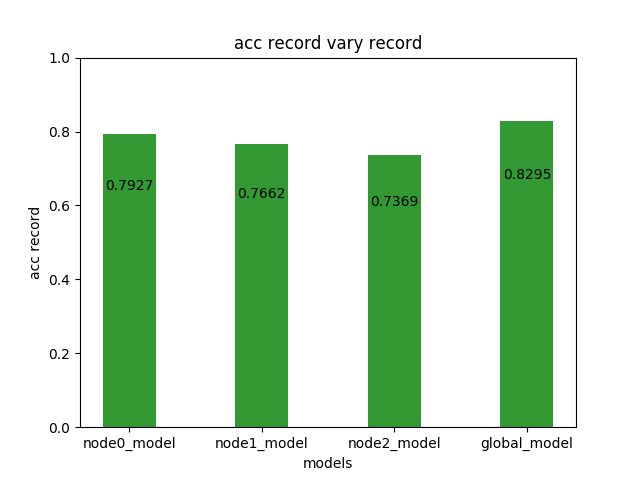 acc record vary record
1.0
0.8
0.6
0.4
0.2
0.0
acc record
0.7927
0.7662
0.7369
0.8295
node0_model
node1_model
node2_model
global_model
models